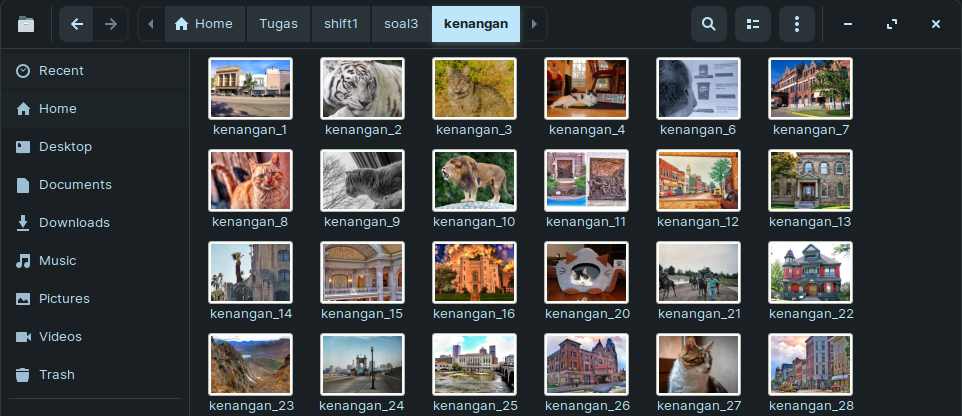 Home Tugas shift1 soal3 kenangan
Recent
Home
Desktop
Documents
Downloads
Music
Pictures
Videos
Trash
kenangan_1 kenangan_2 kenangan_3 kenangan_4 kenangan_6 kenangan_7
kenangan_8 kenangan_9 kenangan_10 kenangan_11 kenangan_12 kenangan_13
kenangan_14 kenangan_15 kenangan_16 kenangan_20 kenangan_21 kenangan_22
kenangan_23 kenangan_24 kenangan_25 kenangan_26 kenangan_27 kenangan_28